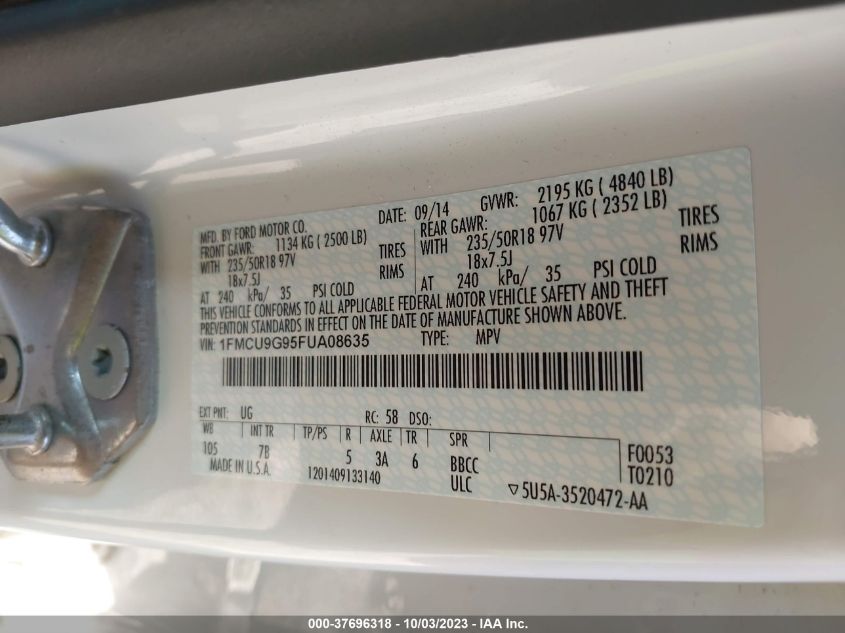 MFD. BY FORD MOTOR CO.
DATE: 09/14 GVWR: 2195 KG ( 4840 LB)
FRONT GAWR: 1134 KG ( 2500 LB)
REAR GAWR: 1067 KG ( 2352 LB)
WITH 235/50R18 97V TIRES
WITH 235/50R18 97V TIRES
18x7.5J RIMS
18x7.5J RIMS
AT 240 kPa/ 35 PSI COLD
AT 240 kPa/ 35 PSI COLD
THIS VEHICLE CONFORMS TO ALL APPLICABLE FEDERAL MOTOR VEHICLE SAFETY AND THEFT
PREVENTION STANDARDS IN EFFECT ON THE DATE OF MANUFACTURE SHOWN ABOVE.
VIN: 1FMCU9G95FUA08635 TYPE: MPV
EXT PNT: UG RC: 58 DSO:
WB INT TR TP/PS R AXLE TR SPR
105 7B 5 3A 6 BBCC
F0053
T0210
MADE IN U.S.A. 1201409133140 ULC ▽5U5A-3520472-AA
000-37696318 - 10/03/2023 - IAA Inc.